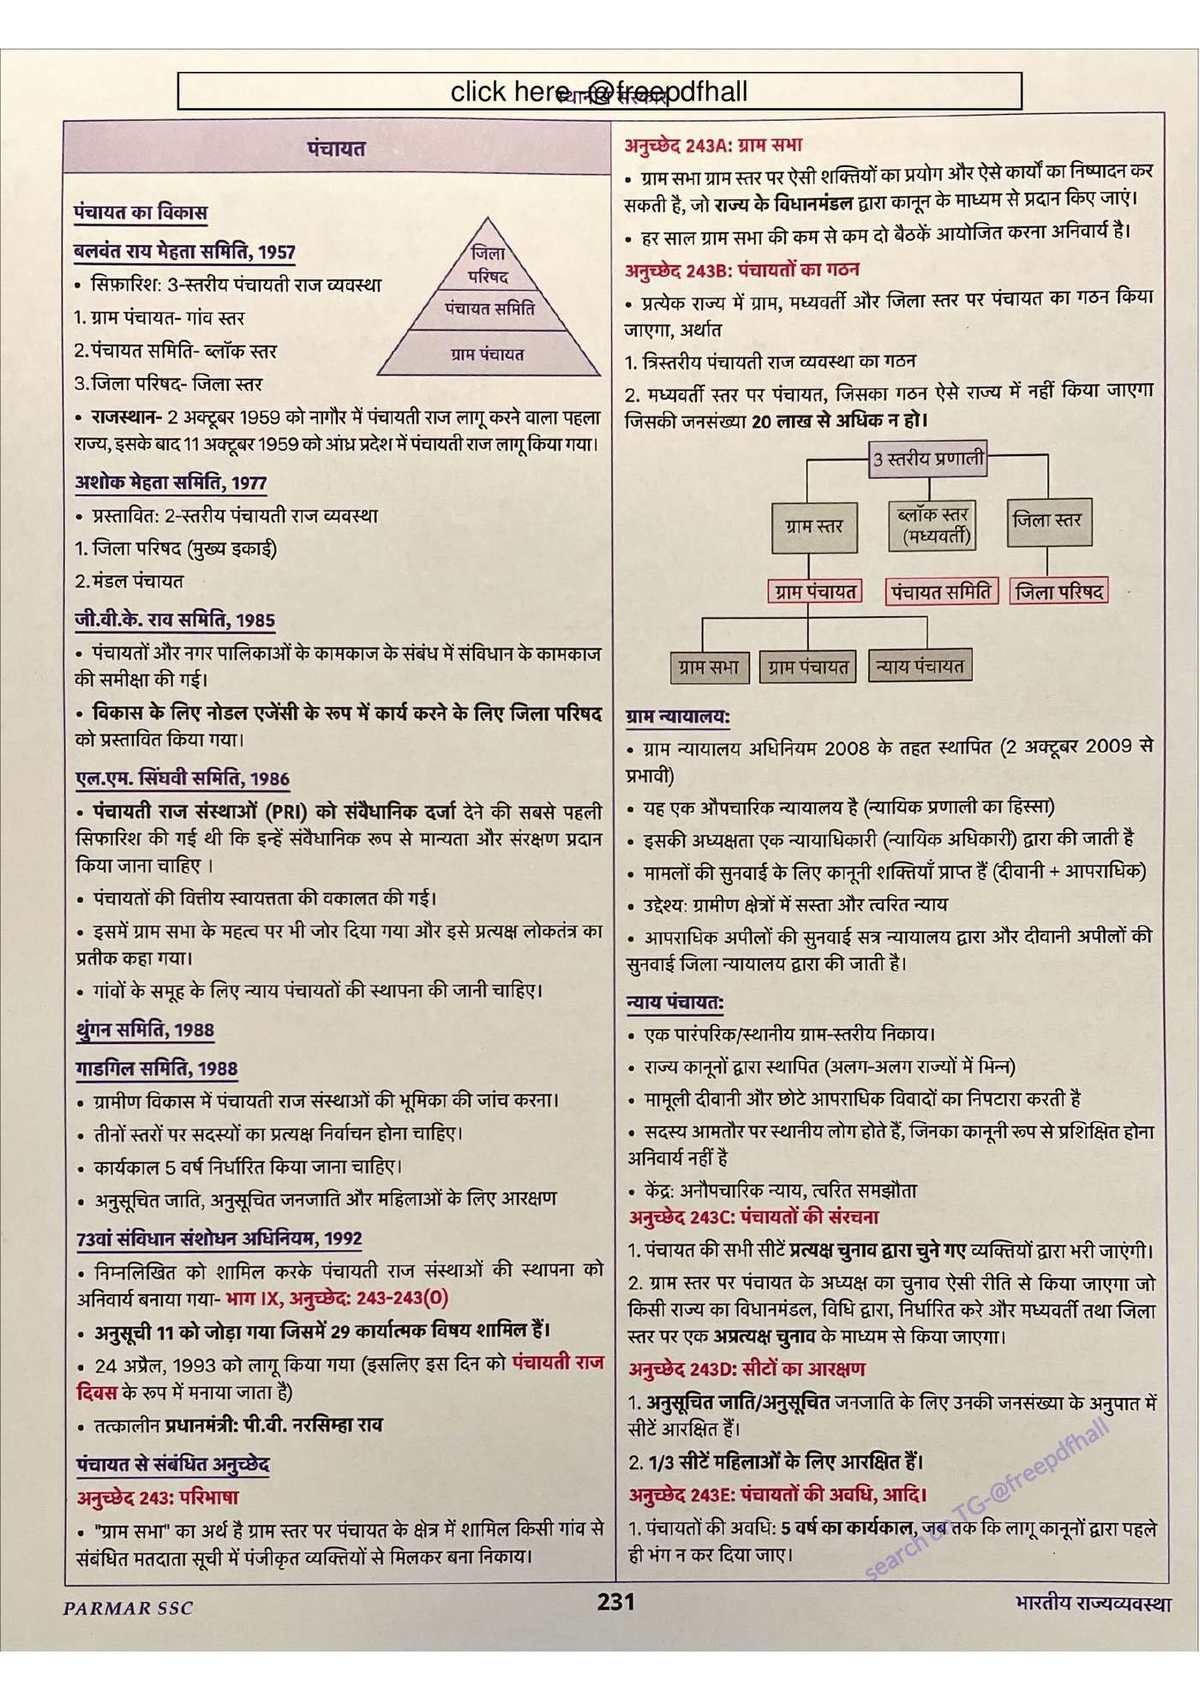 click here -@freepdfhall
स्थानीय सरकार
पंचायत
पंचायत का विकास
बलवंत राय मेहता समिति, 1957
• सिफ़ारिश: 3-स्तरीय पंचायती राज व्यवस्था
1. ग्राम पंचायत- गांव स्तर
2. पंचायत समिति- ब्लॉक स्तर
3. जिला परिषद- जिला स्तर
जिला
परिषद
पंचायत समिति
ग्राम पंचायत
• राजस्थान- 2 अक्टूबर 1959 को नागौर में पंचायती राज लागू करने वाला पहला
राज्य, इसके बाद 11 अक्टूबर 1959 को आंध्र प्रदेश में पंचायती राज लागू किया गया।
अशोक मेहता समिति, 1977
• प्रस्तावित: 2-स्तरीय पंचायती राज व्यवस्था
1. जिला परिषद (मुख्य इकाई)
2. मंडल पंचायत
जी.वी.के. राव समिति, 1985
• पंचायतों और नगर पालिकाओं के कामकाज के संबंध में संविधान के कामकाज
की समीक्षा की गई।
• विकास के लिए नोडल एजेंसी के रूप में कार्य करने के लिए जिला परिषद
को प्रस्तावित किया गया।
एल.एम. सिंघवी समिति, 1986
• पंचायती राज संस्थाओं (PRI) को संवैधानिक दर्जा देने की सबसे पहली
सिफारिश की गई थी कि इन्हें संवैधानिक रूप से मान्यता और संरक्षण प्रदान
किया जाना चाहिए ।
• पंचायतों की वित्तीय स्वायत्तता की वकालत की गई।
• इसमें ग्राम सभा के महत्व पर भी जोर दिया गया और इसे प्रत्यक्ष लोकतंत्र का
प्रतीक कहा गया।
• गांवों के समूह के लिए न्याय पंचायतों की स्थापना की जानी चाहिए।
थुंगन समिति, 1988
गाडगिल समिति, 1988
• ग्रामीण विकास में पंचायती राज संस्थाओं की भूमिका की जांच करना।
• तीनों स्तरों पर सदस्यों का प्रत्यक्ष निर्वाचन होना चाहिए।
• कार्यकाल 5 वर्ष निर्धारित किया जाना चाहिए।
• अनुसूचित जाति, अनुसूचित जनजाति और महिलाओं के लिए आरक्षण
73वां संविधान संशोधन अधिनियम, 1992
• निम्नलिखित को शामिल करके पंचायती राज संस्थाओं की स्थापना को
अनिवार्य बनाया गया- भाग IX, अनुच्छेद: 243-243(O)
• अनुसूची 11 को जोड़ा गया जिसमें 29 कार्यात्मक विषय शामिल हैं।
• 24 अप्रैल, 1993 को लागू किया गया (इसलिए इस दिन को पंचायती राज
दिवस के रूप में मनाया जाता है)
• तत्कालीन प्रधानमंत्री: पी.वी. नरसिम्हा राव
पंचायत से संबंधित अनुच्छेद
अनुच्छेद 243: परिभाषा
• "ग्राम सभा" का अर्थ है ग्राम स्तर पर पंचायत के क्षेत्र में शामिल किसी गांव से
संबंधित मतदाता सूची में पंजीकृत व्यक्तियों से मिलकर बना निकाय।
अनुच्छेद 243A: ग्राम सभा
• ग्राम सभा ग्राम स्तर पर ऐसी शक्तियों का प्रयोग और ऐसे कार्यों का निष्पादन कर
सकती है, जो राज्य के विधानमंडल द्वारा कानून के माध्यम से प्रदान किए जाएं।
• हर साल ग्राम सभा की कम से कम दो बैठकें आयोजित करना अनिवार्य है।
अनुच्छेद 243B: पंचायतों का गठन
• प्रत्येक राज्य में ग्राम, मध्यवर्ती और जिला स्तर पर पंचायत का गठन किया
जाएगा, अर्थात
1. त्रिस्तरीय पंचायती राज व्यवस्था का गठन
2. मध्यवर्ती स्तर पर पंचायत, जिसका गठन ऐसे राज्य में नहीं किया जाएगा
जिसकी जनसंख्या 20 लाख से अधिक न हो।
3 स्तरीय प्रणाली
ग्राम स्तर
ब्लॉक स्तर
(मध्यवर्ती)
जिला स्तर
ग्राम पंचायत
पंचायत समिति
जिला परिषद
ग्राम सभा
ग्राम पंचायत
न्याय पंचायत
ग्राम न्यायालय:
• ग्राम न्यायालय अधिनियम 2008 के तहत स्थापित (2 अक्टूबर 2009 से
प्रभावी)
• यह एक औपचारिक न्यायालय है (न्यायिक प्रणाली का हिस्सा)
• इसकी अध्यक्षता एक न्यायाधिकारी (न्यायिक अधिकारी) द्वारा की जाती है
• मामलों की सुनवाई के लिए कानूनी शक्तियाँ प्राप्त हैं (दीवानी + आपराधिक)
• उद्देश्य: ग्रामीण क्षेत्रों में सस्ता और त्वरित न्याय
• आपराधिक अपीलों की सुनवाई सत्र न्यायालय द्वारा और दीवानी अपीलों की
सुनवाई जिला न्यायालय द्वारा की जाती है।
न्याय पंचायत:
• एक पारंपरिक/स्थानीय ग्राम-स्तरीय निकाय।
• राज्य कानूनों द्वारा स्थापित (अलग-अलग राज्यों में भिन्न)
• मामूली दीवानी और छोटे आपराधिक विवादों का निपटारा करती है
• सदस्य आमतौर पर स्थानीय लोग होते हैं, जिनका कानूनी रूप से प्रशिक्षित होना
अनिवार्य नहीं है
• केंद्र: अनौपचारिक न्याय, त्वरित समझौता
अनुच्छेद 243C: पंचायतों की संरचना
1. पंचायत की सभी सीटें प्रत्यक्ष चुनाव द्वारा चुने गए व्यक्तियों द्वारा भरी जाएंगी।
2. ग्राम स्तर पर पंचायत के अध्यक्ष का चुनाव ऐसी रीति से किया जाएगा जो
किसी राज्य का विधानमंडल, विधि द्वारा, निर्धारित करे और मध्यवर्ती तथा जिला
स्तर पर एक अप्रत्यक्ष चुनाव के माध्यम से किया जाएगा।
अनुच्छेद 243D: सीटों का आरक्षण
1. अनुसूचित जाति/अनुसूचित जनजाति के लिए उनकी जनसंख्या के अनुपात में
सीटें आरक्षित हैं।
2. 1/3 सीटें महिलाओं के लिए आरक्षित हैं।
अनुच्छेद 243E: पंचायतों की अवधि, आदि।
1. पंचायतों की अवधि: 5 वर्ष का कार्यकाल, जब तक कि लागू कानूनों द्वारा पहले
ही भंग न कर दिया जाए।
search on TG-@freepdfhall
PARMAR SSC
231
भारतीय राज्यव्यवस्था